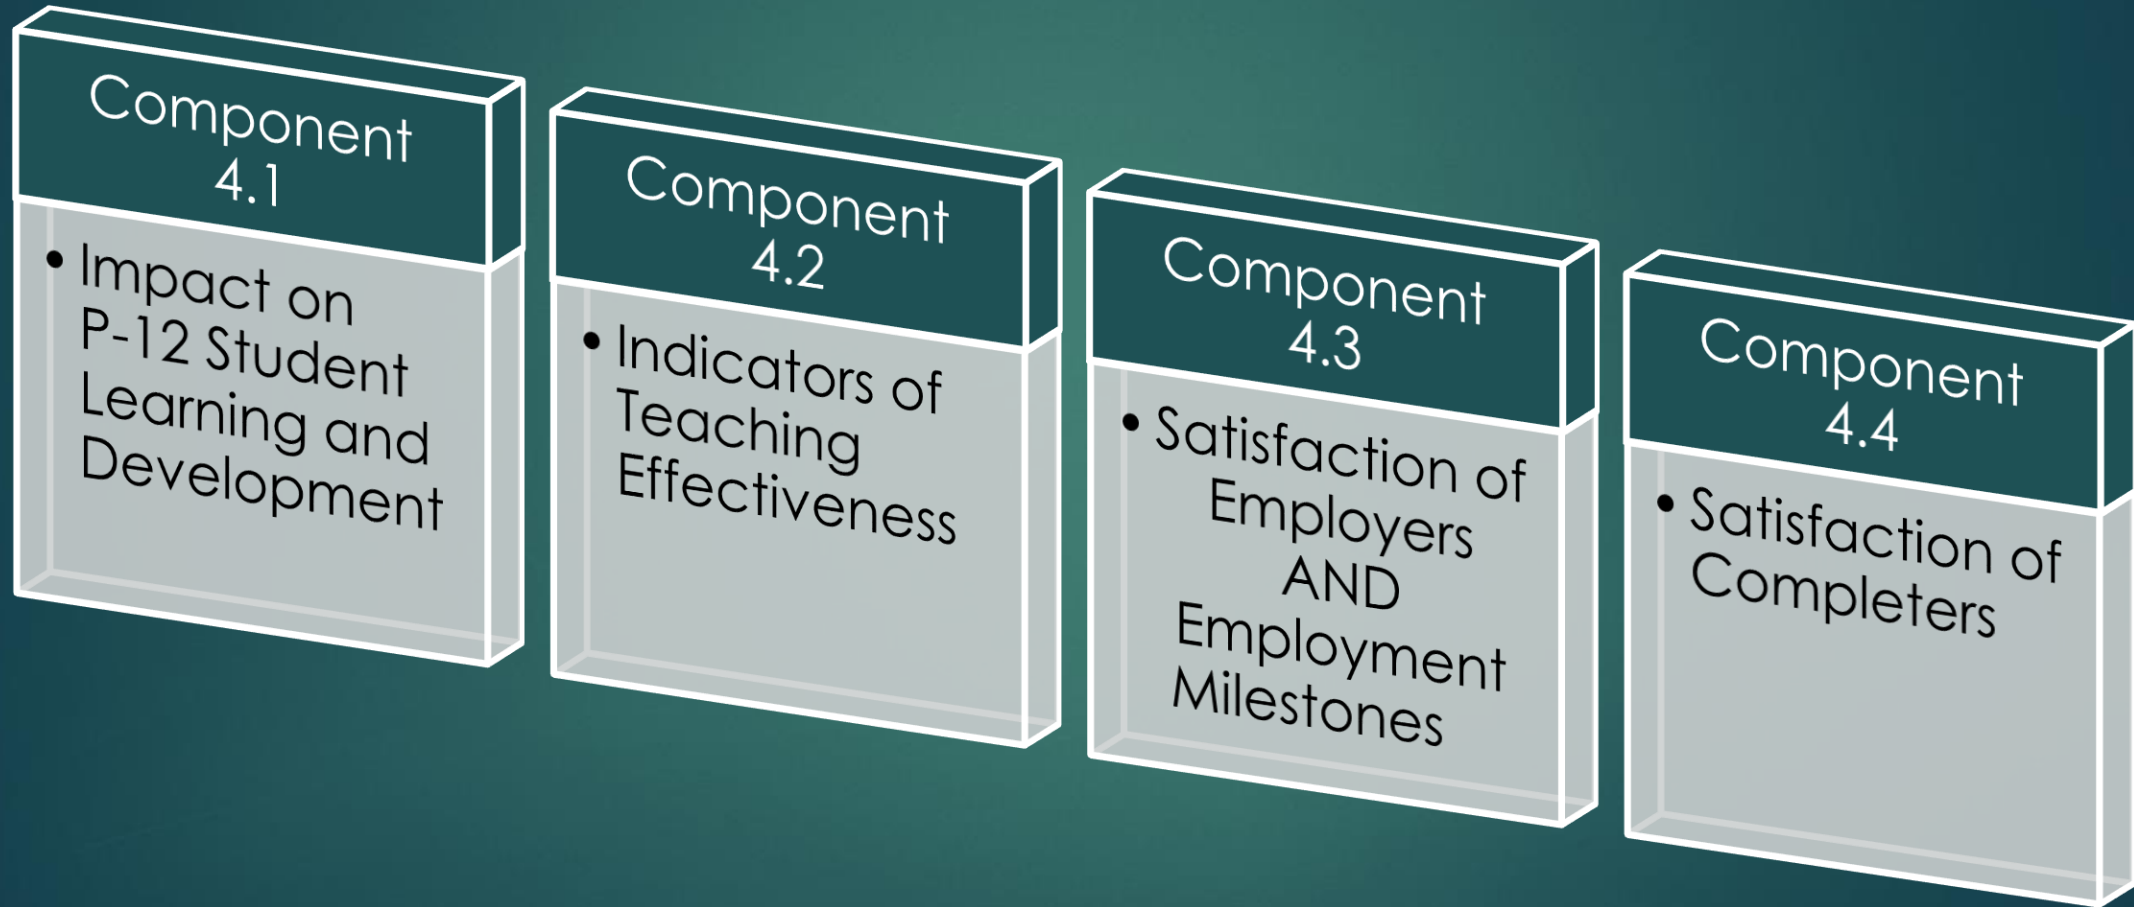 Component
4.1
• Impact on
P-12 Student
Learning and
Development
Component
4.2
• Indicators of
Teaching
Effectiveness
Component
4.3
• Satisfaction of
Employers
AND
Employment
Milestones
Component
4.4
• Satisfaction of
Completers